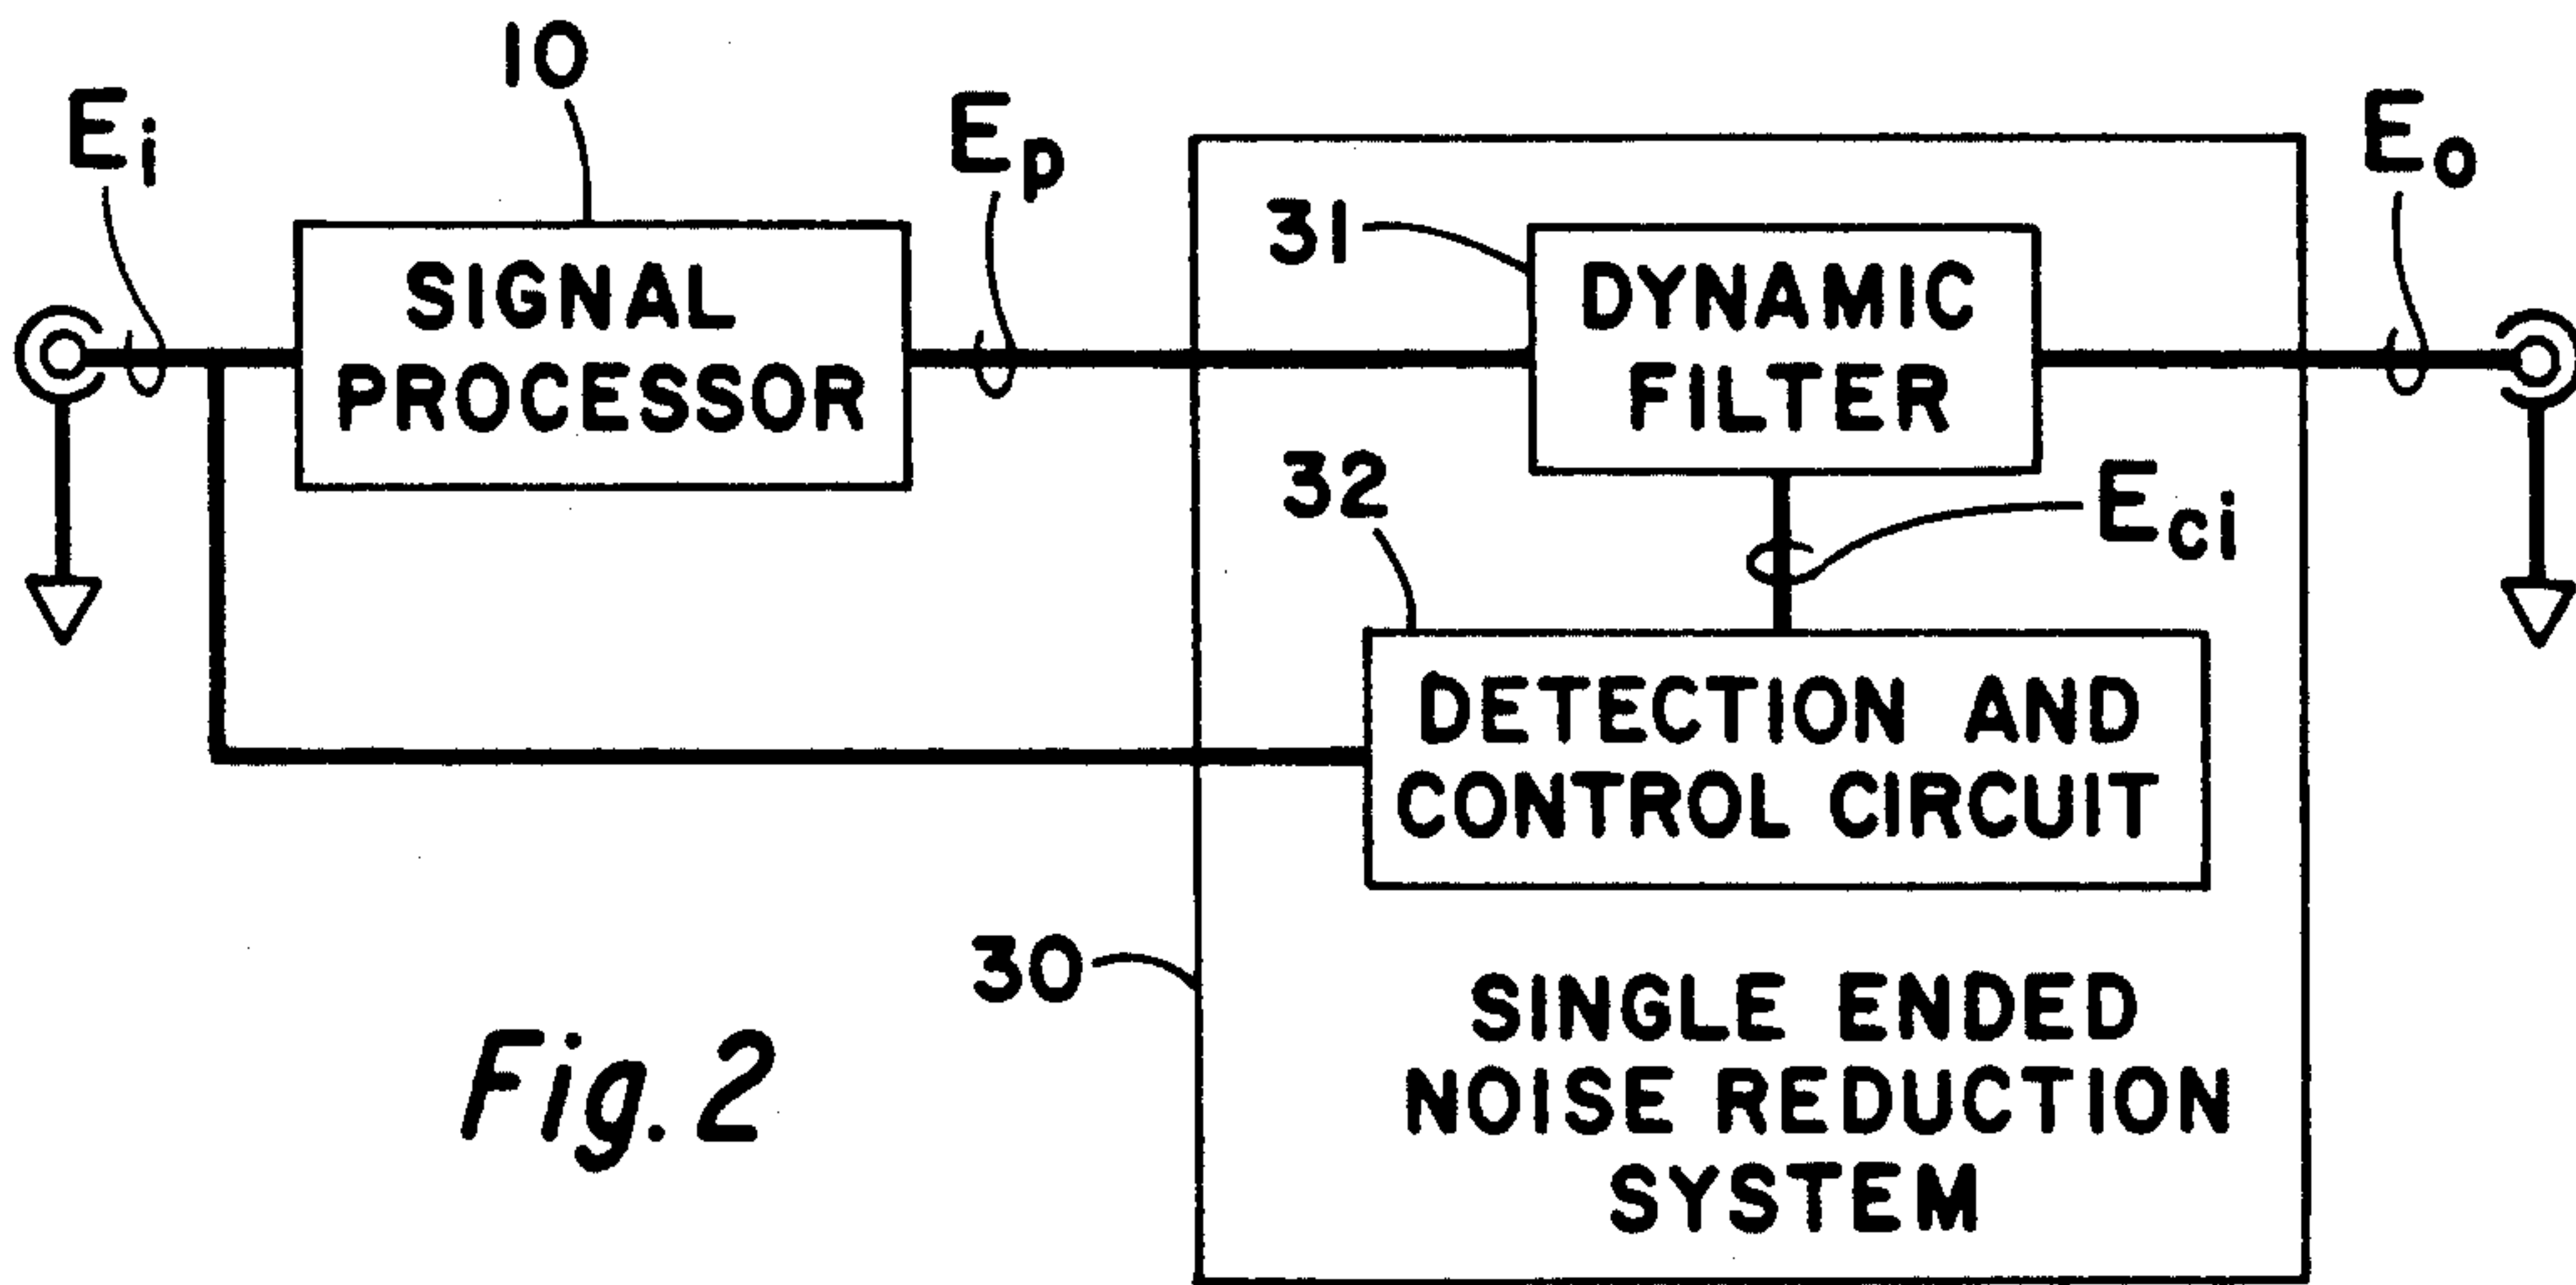 10
Ei
Ep
Eo
31
SIGNAL
PROCESSOR
DYNAMIC
FILTER
32
Eci
DETECTION AND
CONTROL CIRCUIT
30
SINGLE ENDED
NOISE REDUCTION
SYSTEM
Fig. 2